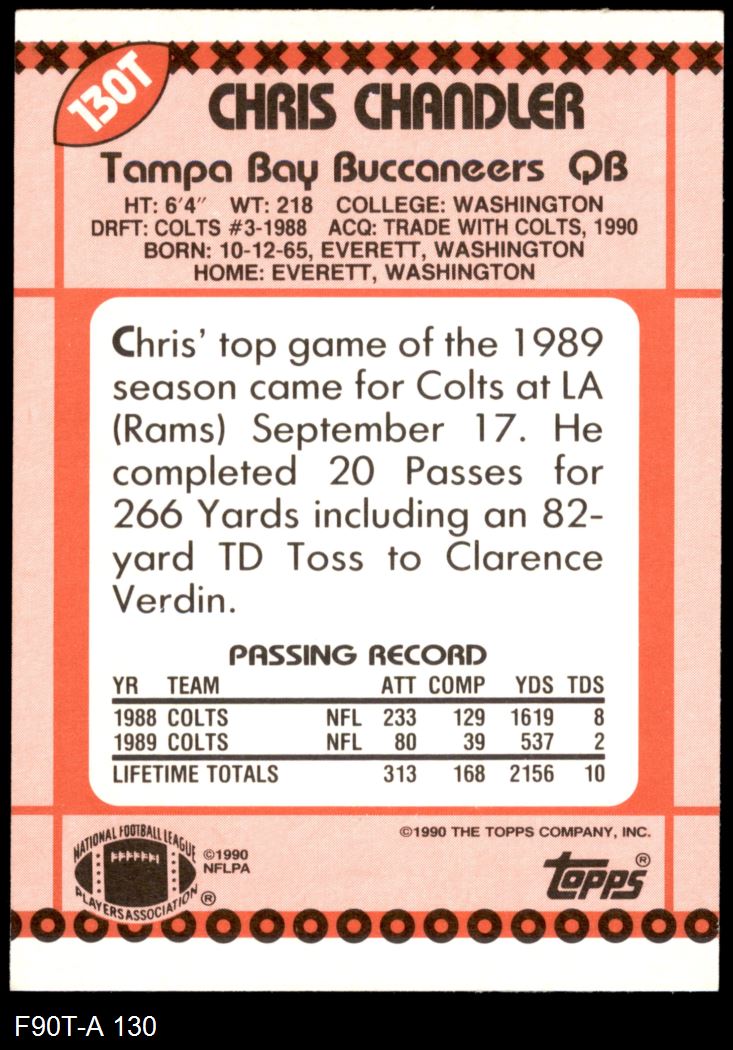 130T
CHRIS CHANDLER
Tampa Bay Buccaneers QB
HT: 6'4" WT: 218 COLLEGE: WASHINGTON
DRFT: COLTS #3-1988 ACQ: TRADE WITH COLTS, 1990
BORN: 10-12-65, EVERETT, WASHINGTON
HOME: EVERETT, WASHINGTON
Chris' top game of the 1989
season came for Colts at LA
(Rams) September 17. He
completed 20 Passes for
266 Yards including an 82-
yard TD Toss to Clarence
Verdin.
PASSING RECORD
YR TEAM ATT COMP YDS TDS
1988 COLTS NFL 233 129 1619 8
1989 COLTS NFL 80 39 537 2
LIFETIME TOTALS 313 168 2156 10
©1990 THE TOPPS COMPANY, INC.
NATIONAL FOOTBALL LEAGUE
PLAYERS ASSOCIATION ®
©1990
NFLPA
topps ®
F90T-A 130